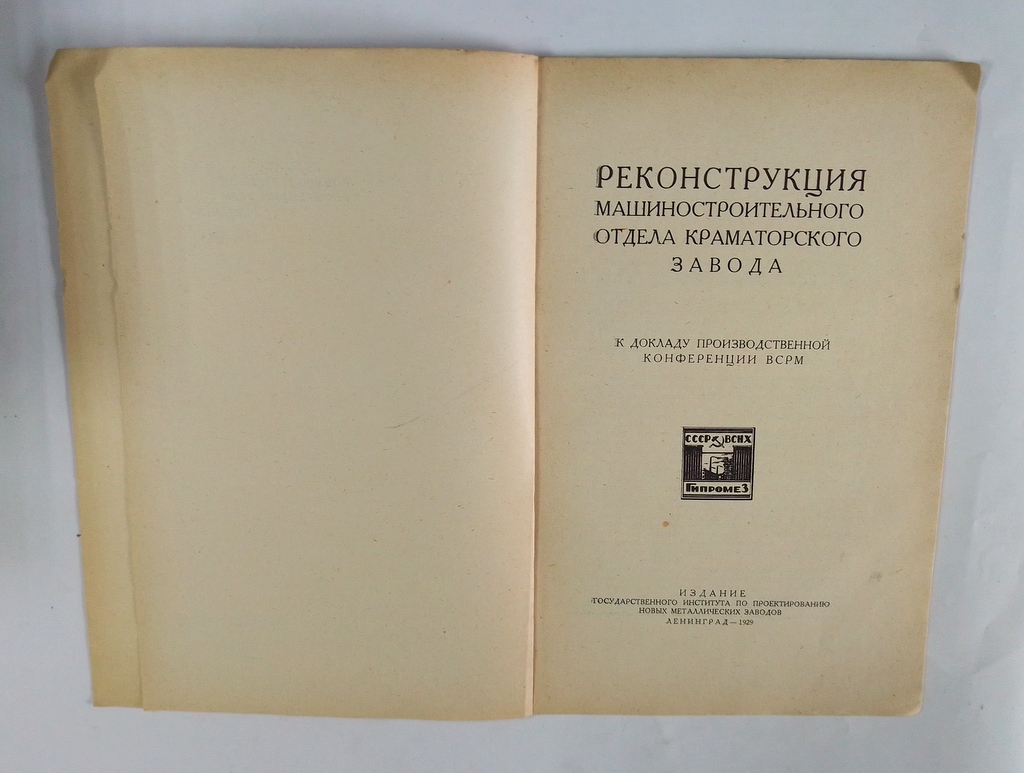 РЕКОНСТРУКЦИЯ
МАШИНОСТРОИТЕЛЬНОГО
ОТДЕЛА КРАМАТОРСКОГО
ЗАВОДА
К ДОКЛАДУ ПРОИЗВОДСТВЕННОЙ
КОНФЕРЕНЦИИ ВСРМ
СССР ВСНХ
ГИПРОМЕЗ
ИЗДАНИЕ
ГОСУДАРСТВЕННОГО ИНСТИТУТА ПО ПРОЕКТИРОВАНИЮ
НОВЫХ МЕТАЛЛИЧЕСКИХ ЗАВОДОВ
ЛЕНИНГРАД — 1929